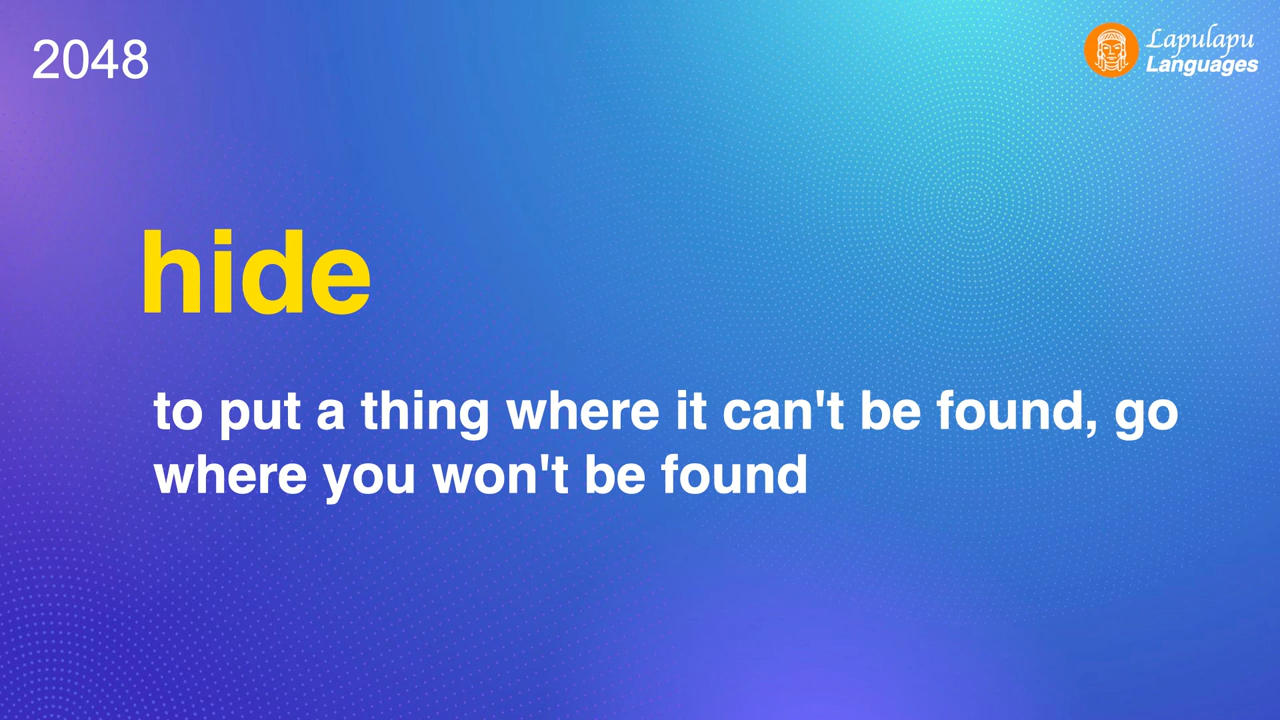 2048
Lapulapu
Languages
hide
to put a thing where it can't be found, go
where you won't be found